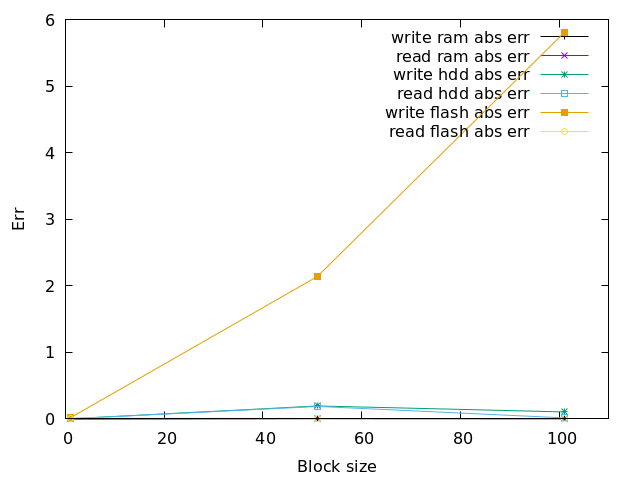 6
5
4
3
2
1
0
Err
write ram abs err
read ram abs err
write hdd abs err
read hdd abs err
write flash abs err
read flash abs err
0 20 40 60 80 100
Block size